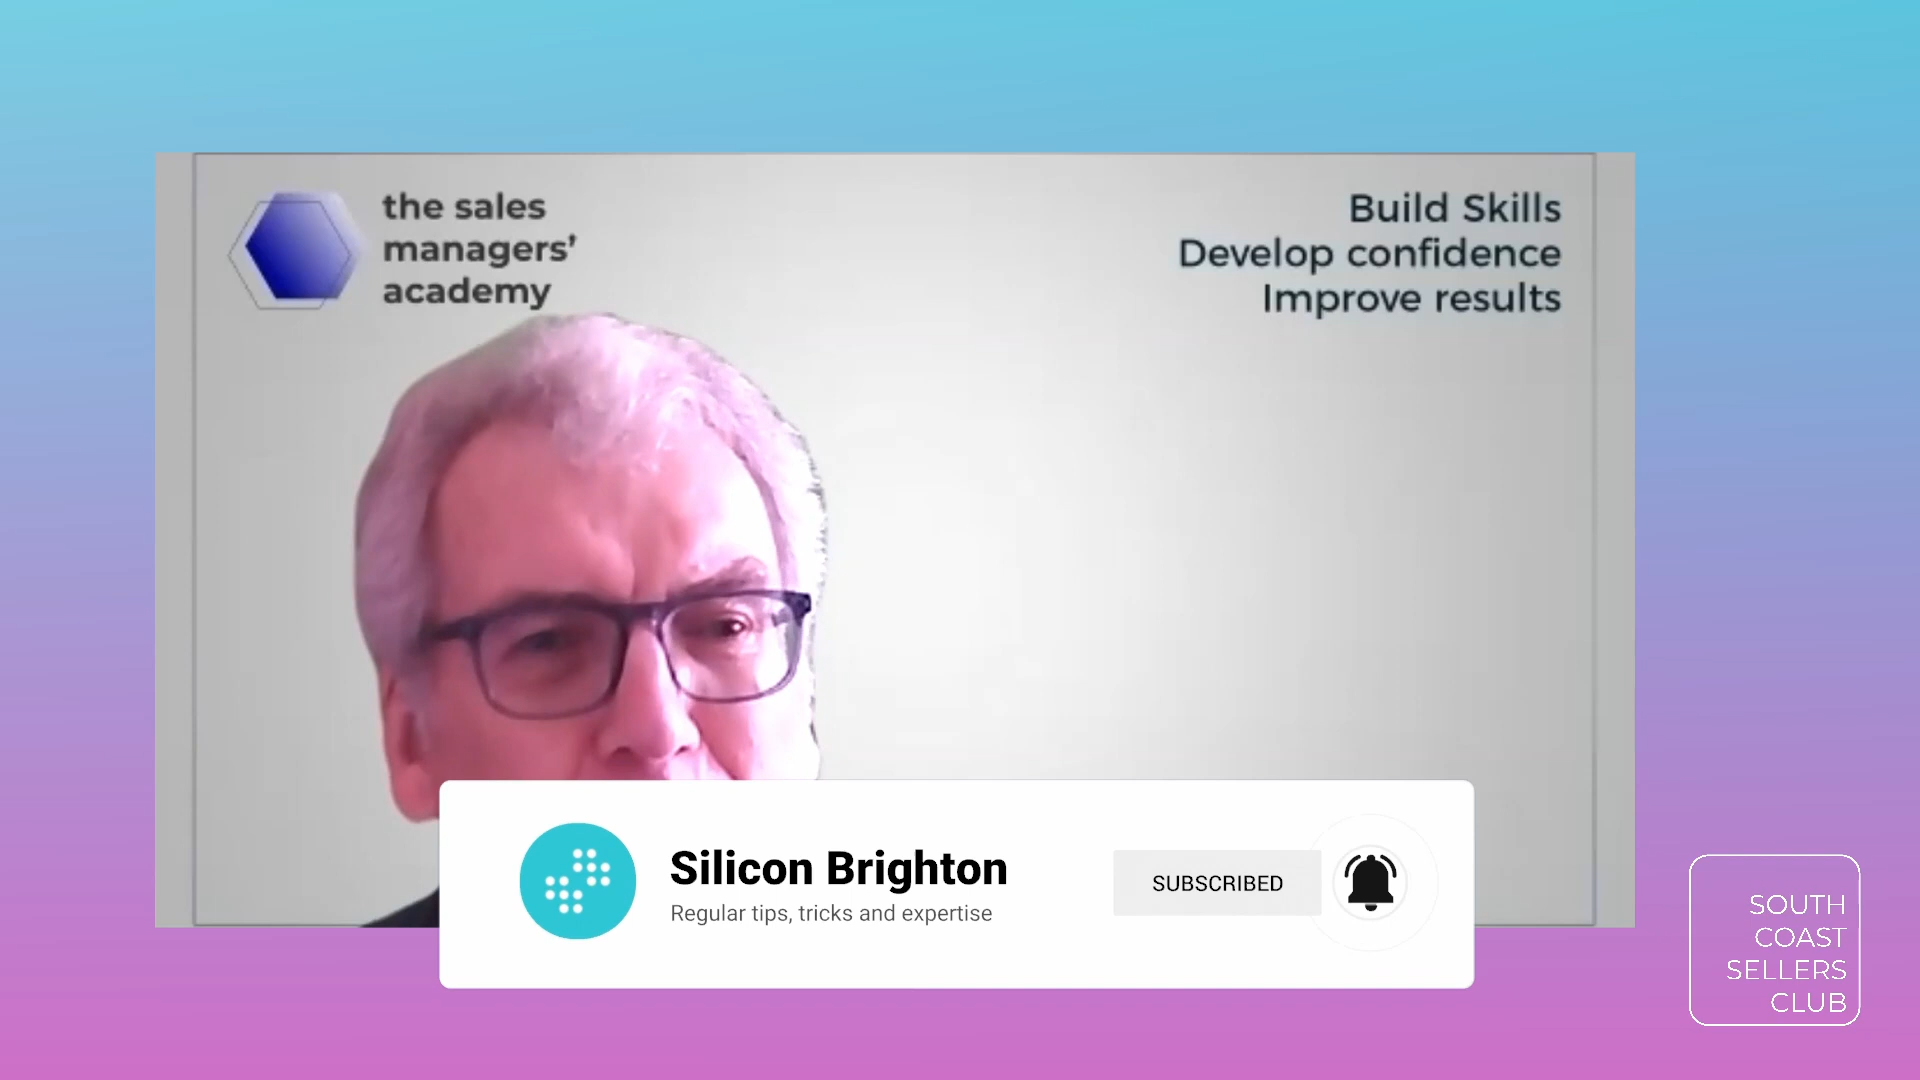 the sales
managers’
academy
Build Skills
Develop confidence
Improve results
Silicon Brighton
Regular tips, tricks and expertise
SUBSCRIBED
SOUTH
COAST
SELLERS
CLUB